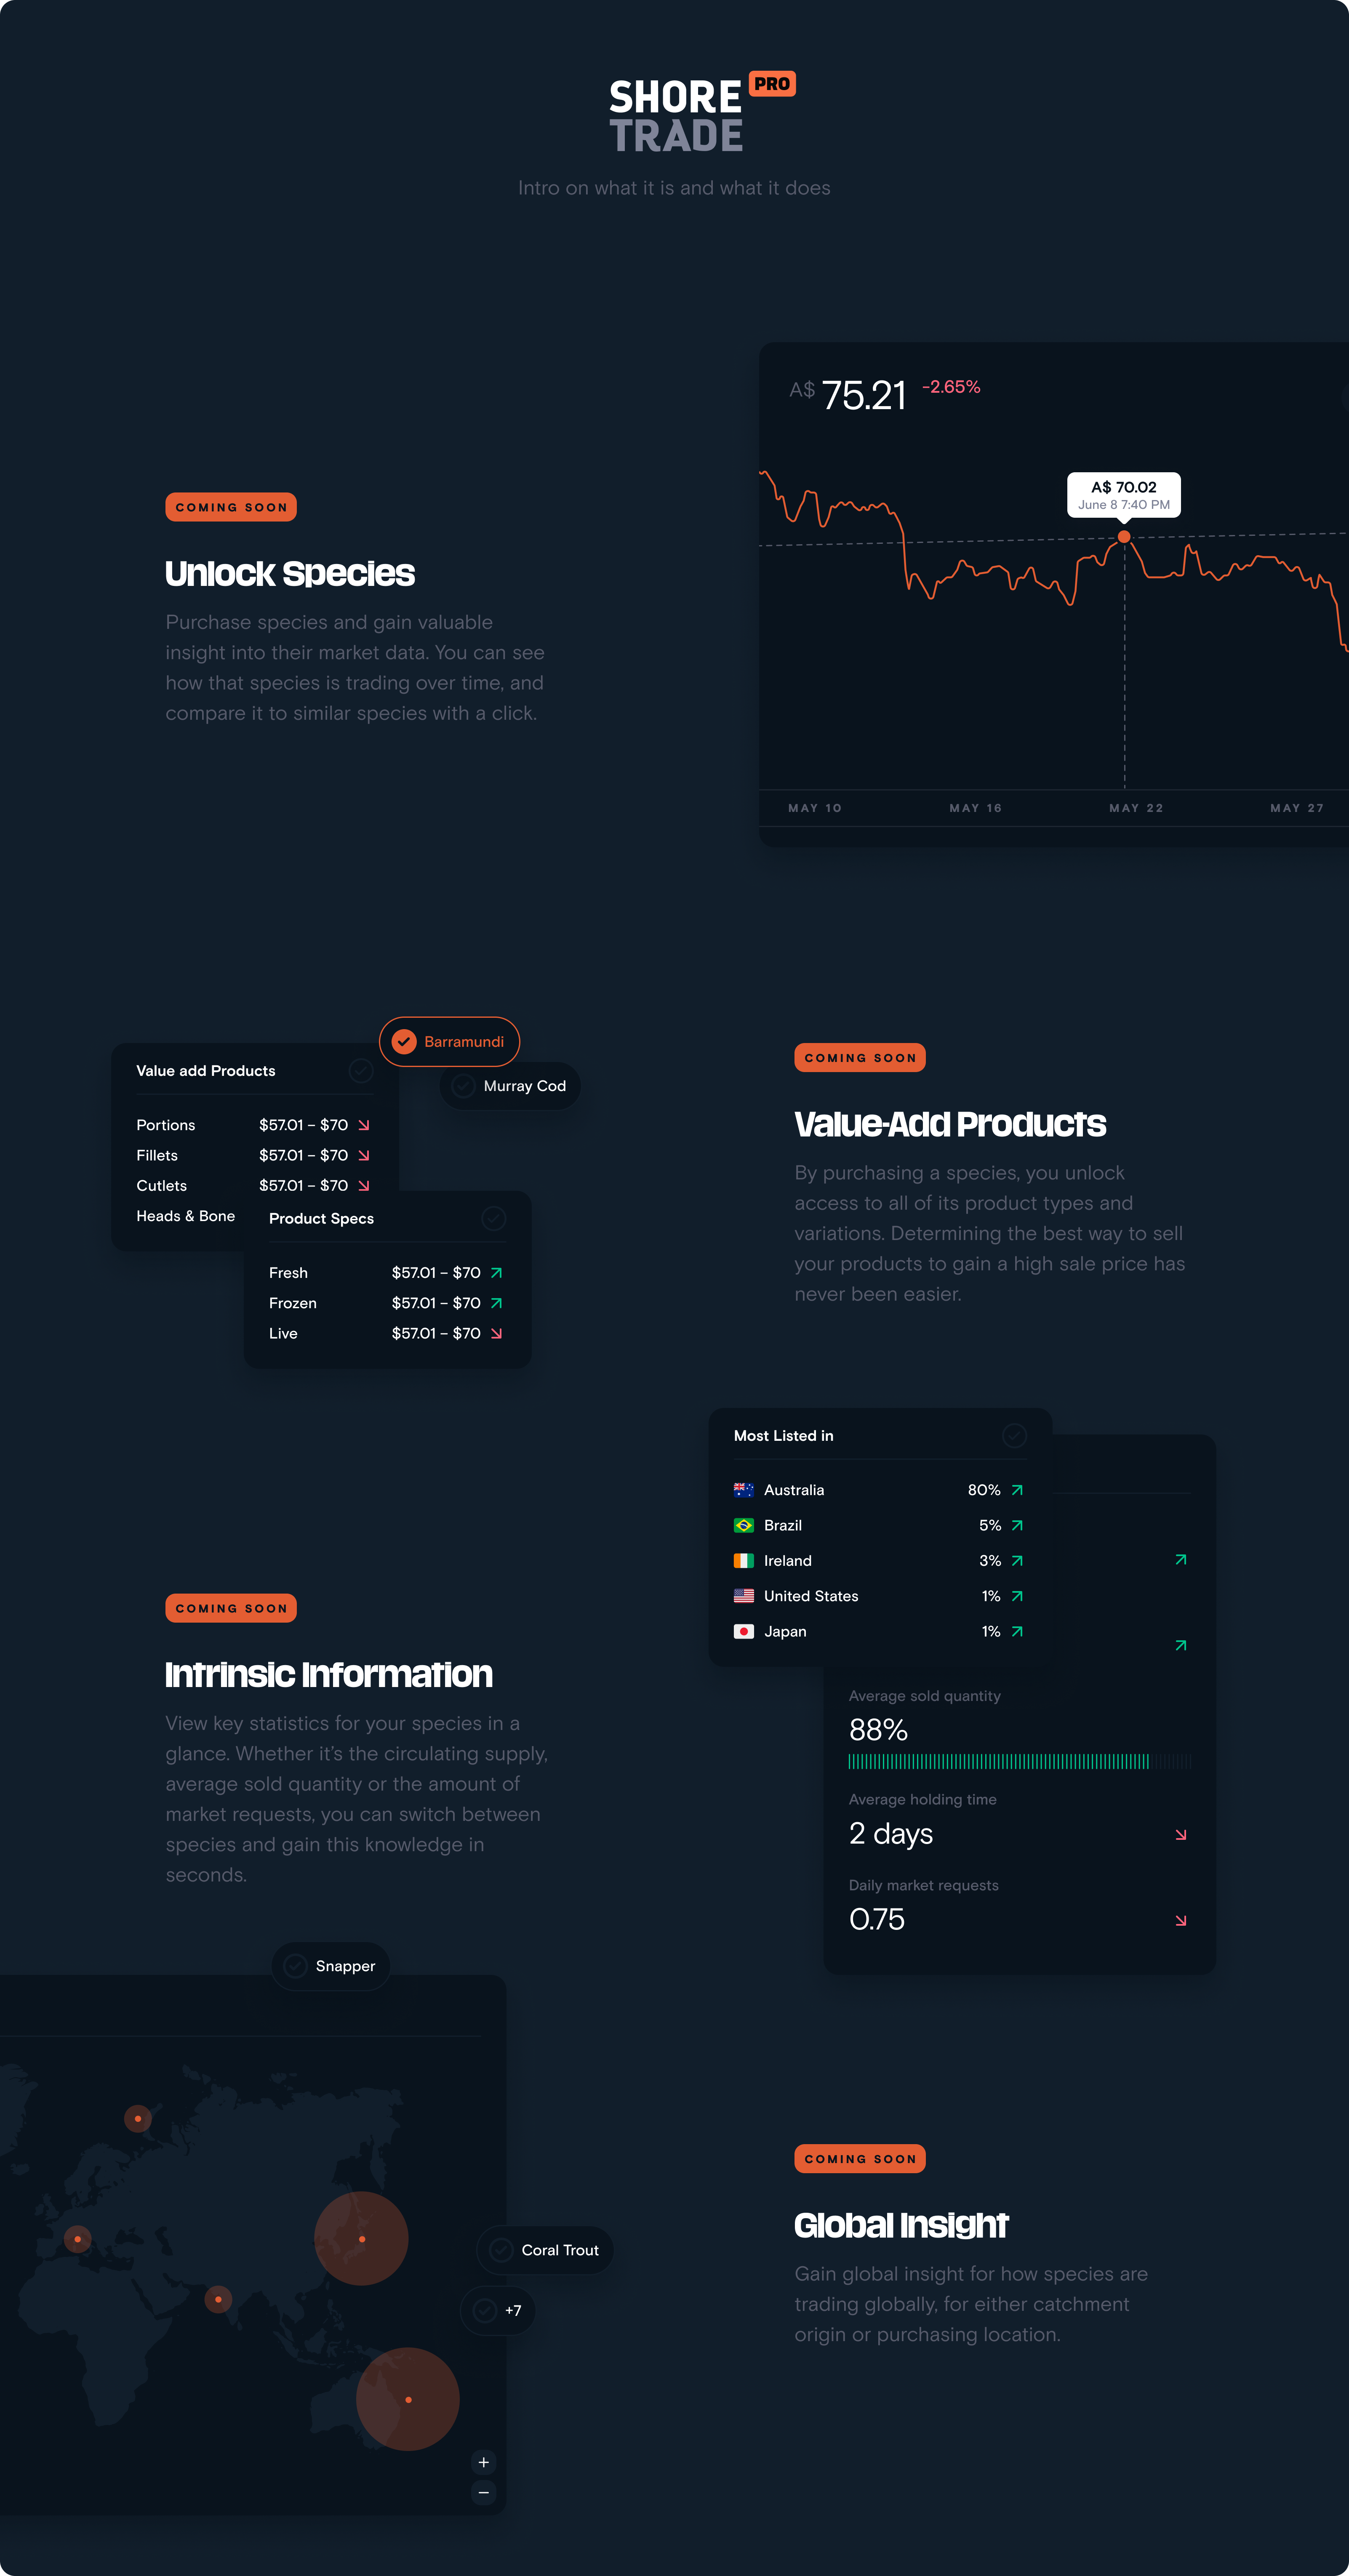 SHORE
PRO
TRADE
Intro on what it is and what it does
A$ 75.21 -2.65%
A$ 70.02
June 8 7:40 PM
MAY 10 MAY 16 MAY 22 MAY 27
COMING SOON
Unlock Species
Purchase species and gain valuable
insight into their market data. You can see
how that species is trading over time, and
compare it to similar species with a click.
Barramundi
Murray Cod
Value add Products
Portions $57.01 – $70
Fillets $57.01 – $70
Cutlets $57.01 – $70
Heads & Bone
Product Specs
Fresh $57.01 – $70
Frozen $57.01 – $70
Live $57.01 – $70
COMING SOON
Value-Add Products
By purchasing a species, you unlock
access to all of its product types and
variations. Determining the best way to sell
your products to gain a high sale price has
never been easier.
Most Listed in
Australia 80%
Brazil 5%
Ireland 3%
United States 1%
Japan 1%
Average sold quantity
88%
Average holding time
2 days
Daily market requests
0.75
COMING SOON
Intrinsic Information
View key statistics for your species in a
glance. Whether it's the circulating supply,
average sold quantity or the amount of
market requests, you can switch between
species and gain this knowledge in
seconds.
Snapper
Coral Trout
+7
+
−
COMING SOON
Global Insight
Gain global insight for how species are
trading globally, for either catchment
origin or purchasing location.